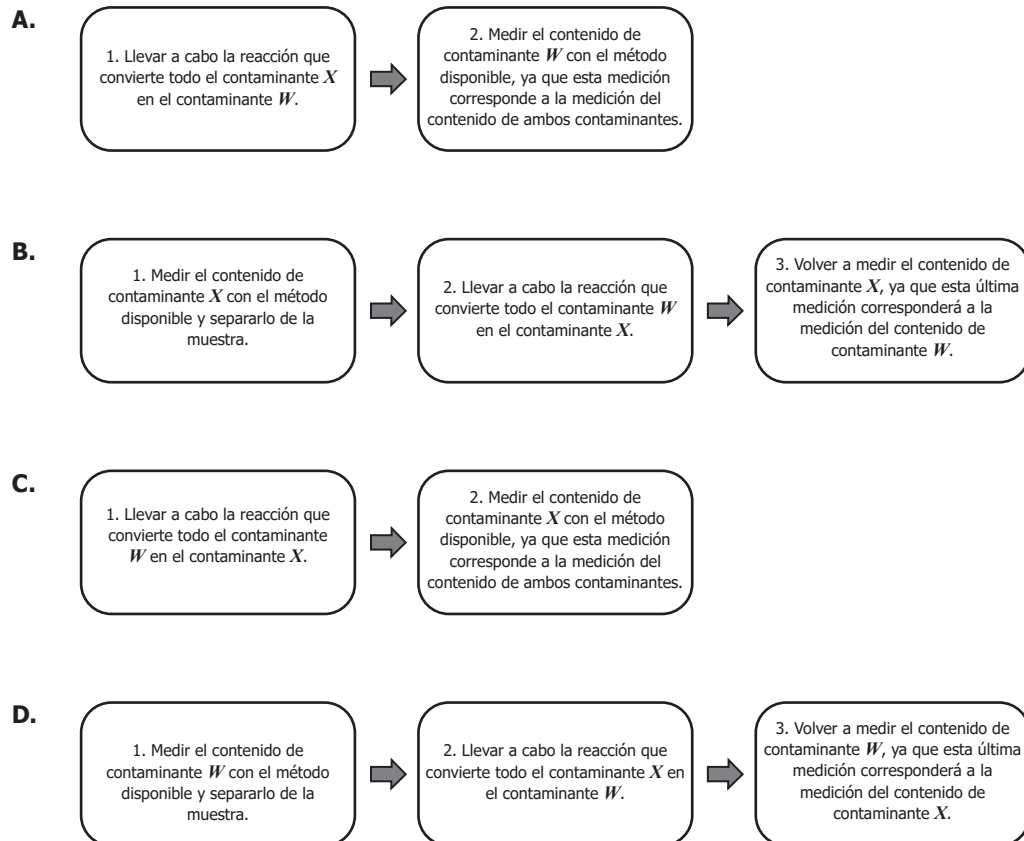 A.
1. Llevar a cabo la reacción que
convierte todo el contaminante X
en el contaminante W.
2. Medir el contenido de
contaminante W con el método
disponible, ya que esta medición
corresponde a la medición del
contenido de ambos contaminantes.
B.
1. Medir el contenido de
contaminante X con el método
disponible y separarlo de la
muestra.
2. Llevar a cabo la reacción que
convierte todo el contaminante W
en el contaminante X.
3. Volver a medir el contenido de
contaminante X, ya que esta última
medición corresponderá a la
medición del contenido de
contaminante W.
C.
1. Llevar a cabo la reacción que
convierte todo el contaminante
W en el contaminante X.
2. Medir el contenido de
contaminante X con el método
disponible, ya que esta medición
corresponde a la medición del
contenido de ambos contaminantes.
D.
1. Medir el contenido de
contaminante W con el método
disponible y separarlo de la
muestra.
2. Llevar a cabo la reacción que
convierte todo el contaminante X en
el contaminante W.
3. Volver a medir el contenido de
contaminante W, ya que esta última
medición corresponderá a la
medición del contenido de
contaminante X.